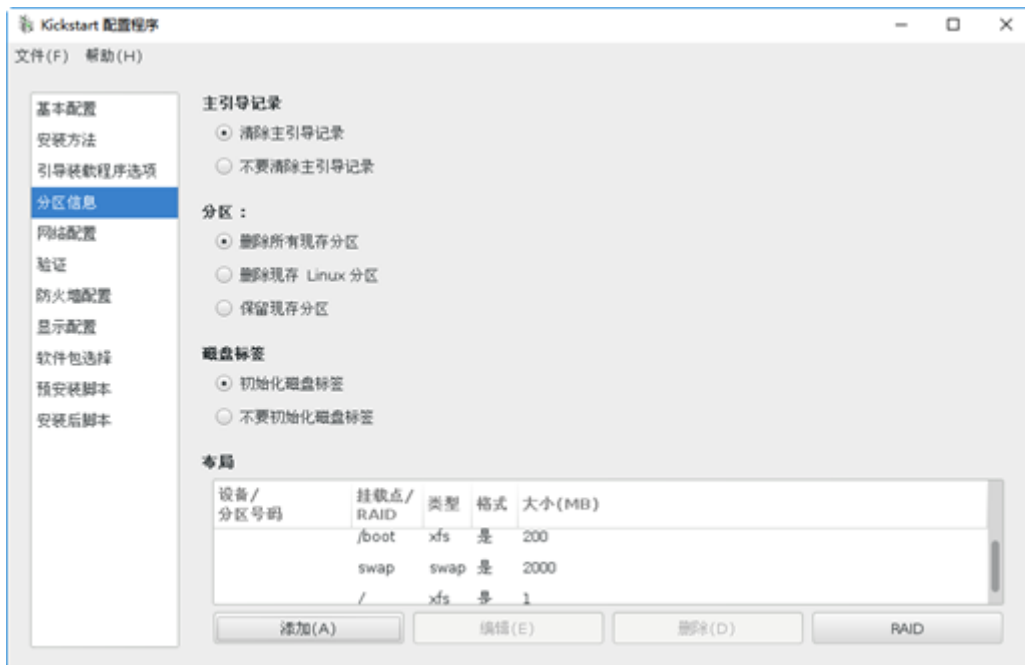 Kickstart 配置程序
文件(F) 帮助(H)
基本配置
安装方法
引导装载程序选项
分区信息
网络配置
验证
防火墙配置
显示配置
软件包选择
预安装脚本
安装后脚本
主引导记录
清除主引导记录
不要清除主引导记录
分区：
删除所有现存分区
删除现存 Linux 分区
保留现存分区
磁盘标签
初始化磁盘标签
不要初始化磁盘标签
布局
设备/
分区号码
挂载点/
RAID
类型
格式
大小(MB)
/boot xfs 是 200
swap swap 是 2000
/ xfs 是 1
添加(A)
编辑(E)
删除(D)
RAID